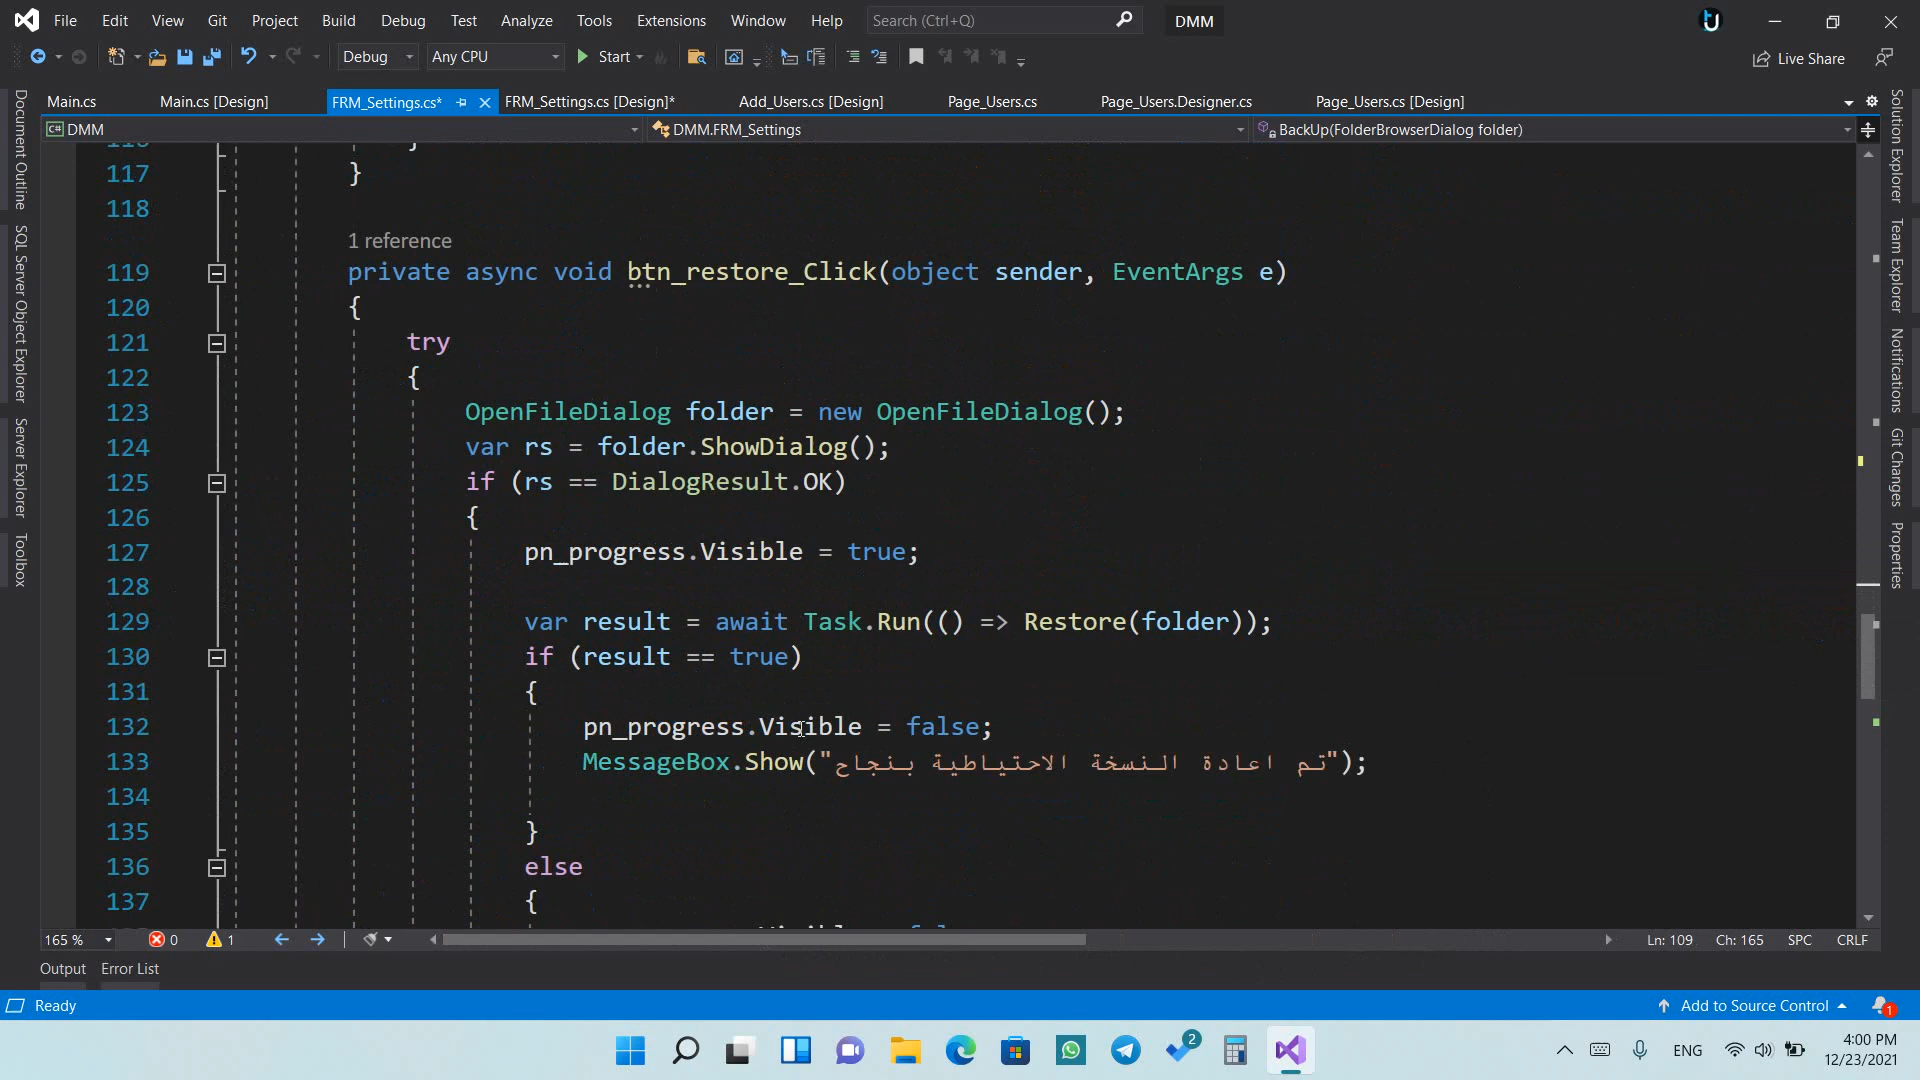 File Edit View Git Project Build Debug Test Analyze Tools Extensions Window Help Search (Ctrl+Q) DMM
Debug Any CPU Start Live Share
Main.cs Main.cs [Design] FRM_Settings.cs* FRM_Settings.cs [Design]* Add_Users.cs [Design] Page_Users.cs Page_Users.Designer.cs Page_Users.cs [Design]
C# DMM DMM.FRM_Settings BackUp(FolderBrowserDialog folder)
Document Outline
SQL Server Object Explorer
Server Explorer
Toolbox
117 }
118
1 reference
119 private async void btn_restore_Click(object sender, EventArgs e)
120 {
121 try
122 {
123 OpenFileDialog folder = new OpenFileDialog();
124 var rs = folder.ShowDialog();
125 if (rs == DialogResult.OK)
126 {
127 pn_progress.Visible = true;
128
129 var result = await Task.Run(() => Restore(folder));
130 if (result == true)
131 {
132 pn_progress.Visible = false;
133 MessageBox.Show("تم اعادة النسخة الاحتياطية بنجاح");
134
135 }
136 else
137 {
Solution Explorer
Team Explorer
Notifications
Git Changes
Properties
165 % 0 1 Ln: 109 Ch: 165 SPC CRLF
Output Error List
Ready Add to Source Control 1
2 ENG 4:00 PM
12/23/2021